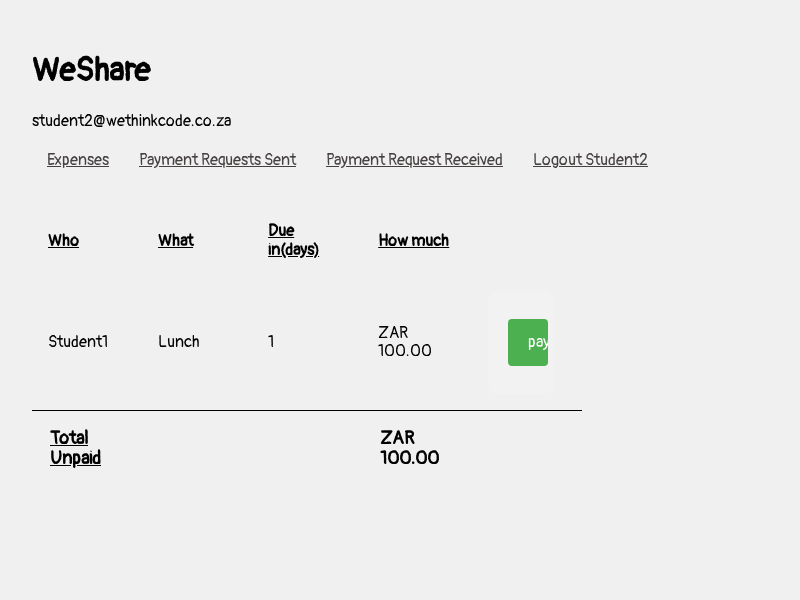 WeShare
student2@wethinkcode.co.za
Expenses Payment Requests Sent Payment Request Received Logout Student2
Who What Due in(days) How much
Student1 Lunch 1 ZAR 100.00 pay
Total Unpaid ZAR 100.00